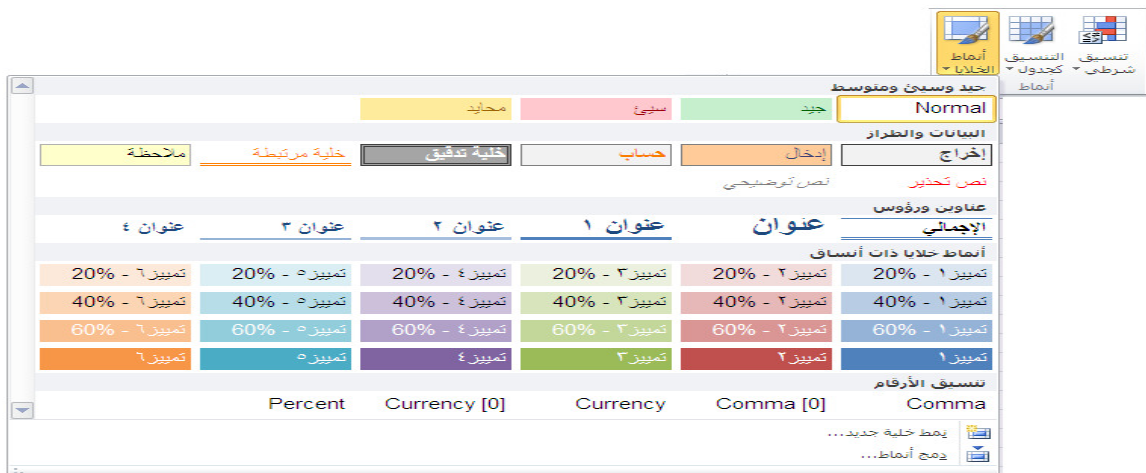 تنسيق شرطي
التنسيق كجدول
أنماط الخلايا
أنماط
جيد وسيئ ومتوسط
Normal جيد سيئ محايد
البيانات والطراز
إخراج إدخال حساب خلية تدقيق خلية مرتبطة ملاحظة
نص تحذير نص توضيحي
عناوين ورؤوس
الإجمالي عنوان عنوان ١ عنوان ٢ عنوان ٣ عنوان ٤
أنماط خلايا ذات أنساق
تمييز١ - 20% تمييز٢ - 20% تمييز٣ - 20% تمييز٤ - 20% تمييز٥ - 20% تمييز٦ - 20%
تمييز١ - 40% تمييز٢ - 40% تمييز٣ - 40% تمييز٤ - 40% تمييز٥ - 40% تمييز٦ - 40%
تمييز١ - 60% تمييز٢ - 60% تمييز٣ - 60% تمييز٤ - 60% تمييز٥ - 60% تمييز٦ - 60%
تمييز١ تمييز٢ تمييز٣ تمييز٤ تمييز٥ تمييز٦
تنسيق الأرقام
Comma Comma [0] Currency Currency [0] Percent
نمط خلية جديد...
دمج أنماط...